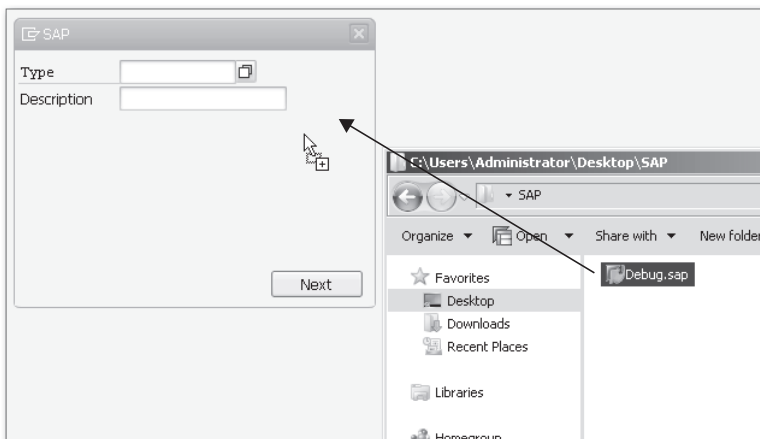 SAP
Type
Description
Next
C:\Users\Administrator\Desktop\SAP
SAP
Organize Open Share with New folder
Favorites
Desktop
Downloads
Recent Places
Libraries
Homegroup
Debug.sap